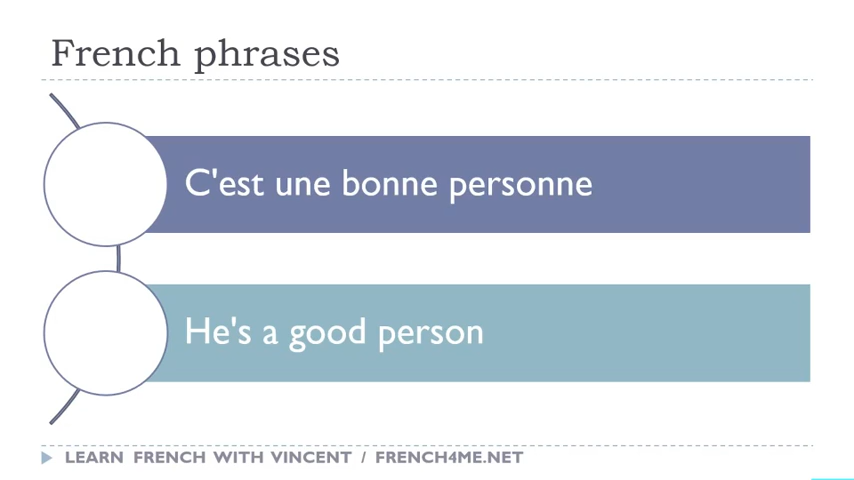 French phrases
C'est une bonne personne
He's a good person
LEARN FRENCH WITH VINCENT / FRENCH4ME.NET